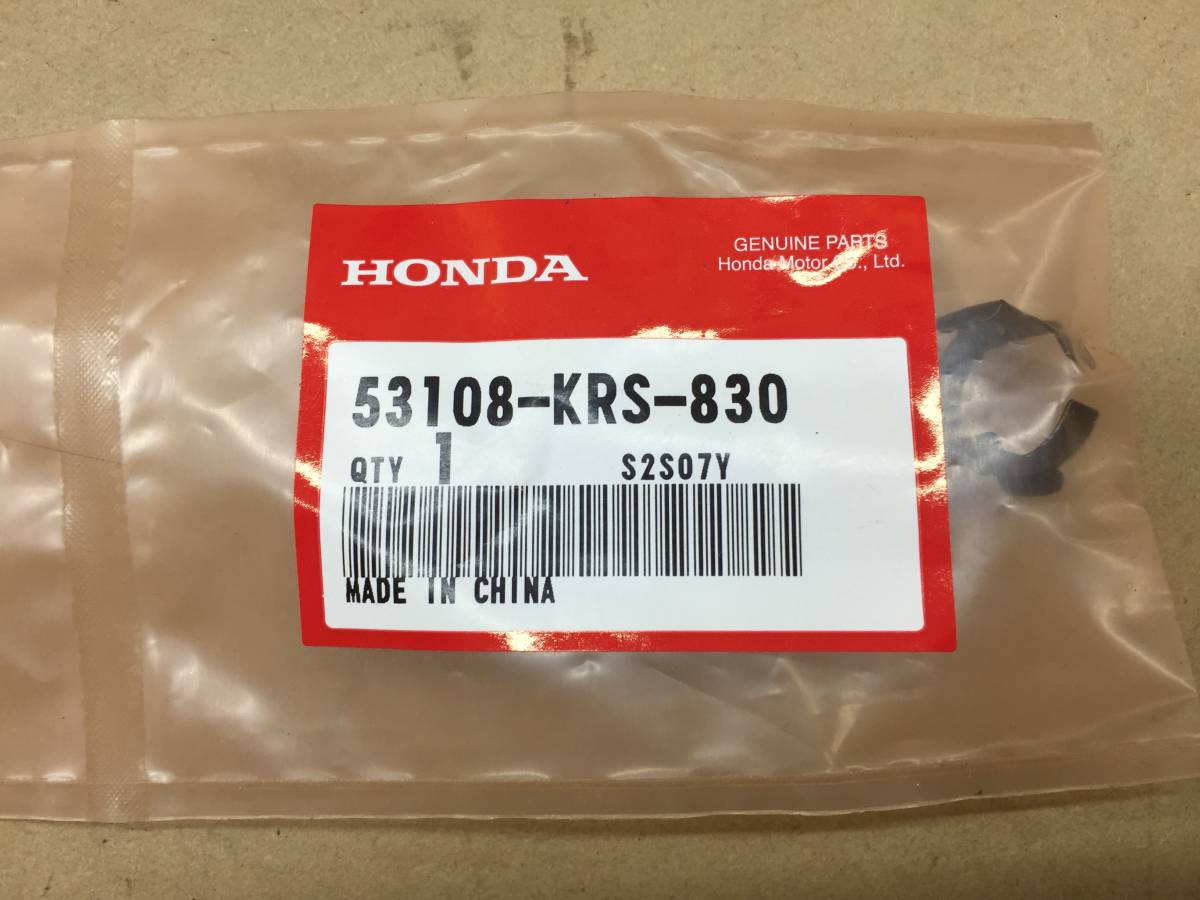 HONDA
GENUINE PARTS
Honda Motor Co., Ltd.
53108-KRS-830
QTY 1 S2S07Y
MADE IN CHINA